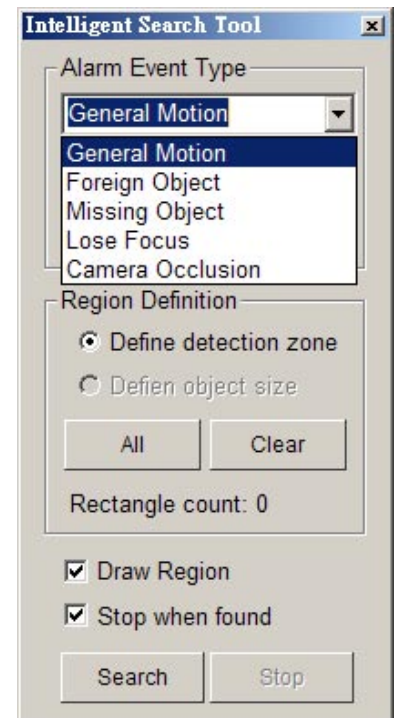 Intelligent Search Tool
Alarm Event Type
General Motion
General Motion
Foreign Object
Missing Object
Lose Focus
Camera Occlusion
Region Definition
Define detection zone
Defien object size
All Clear
Rectangle count: 0
Draw Region
Stop when found
Search Stop